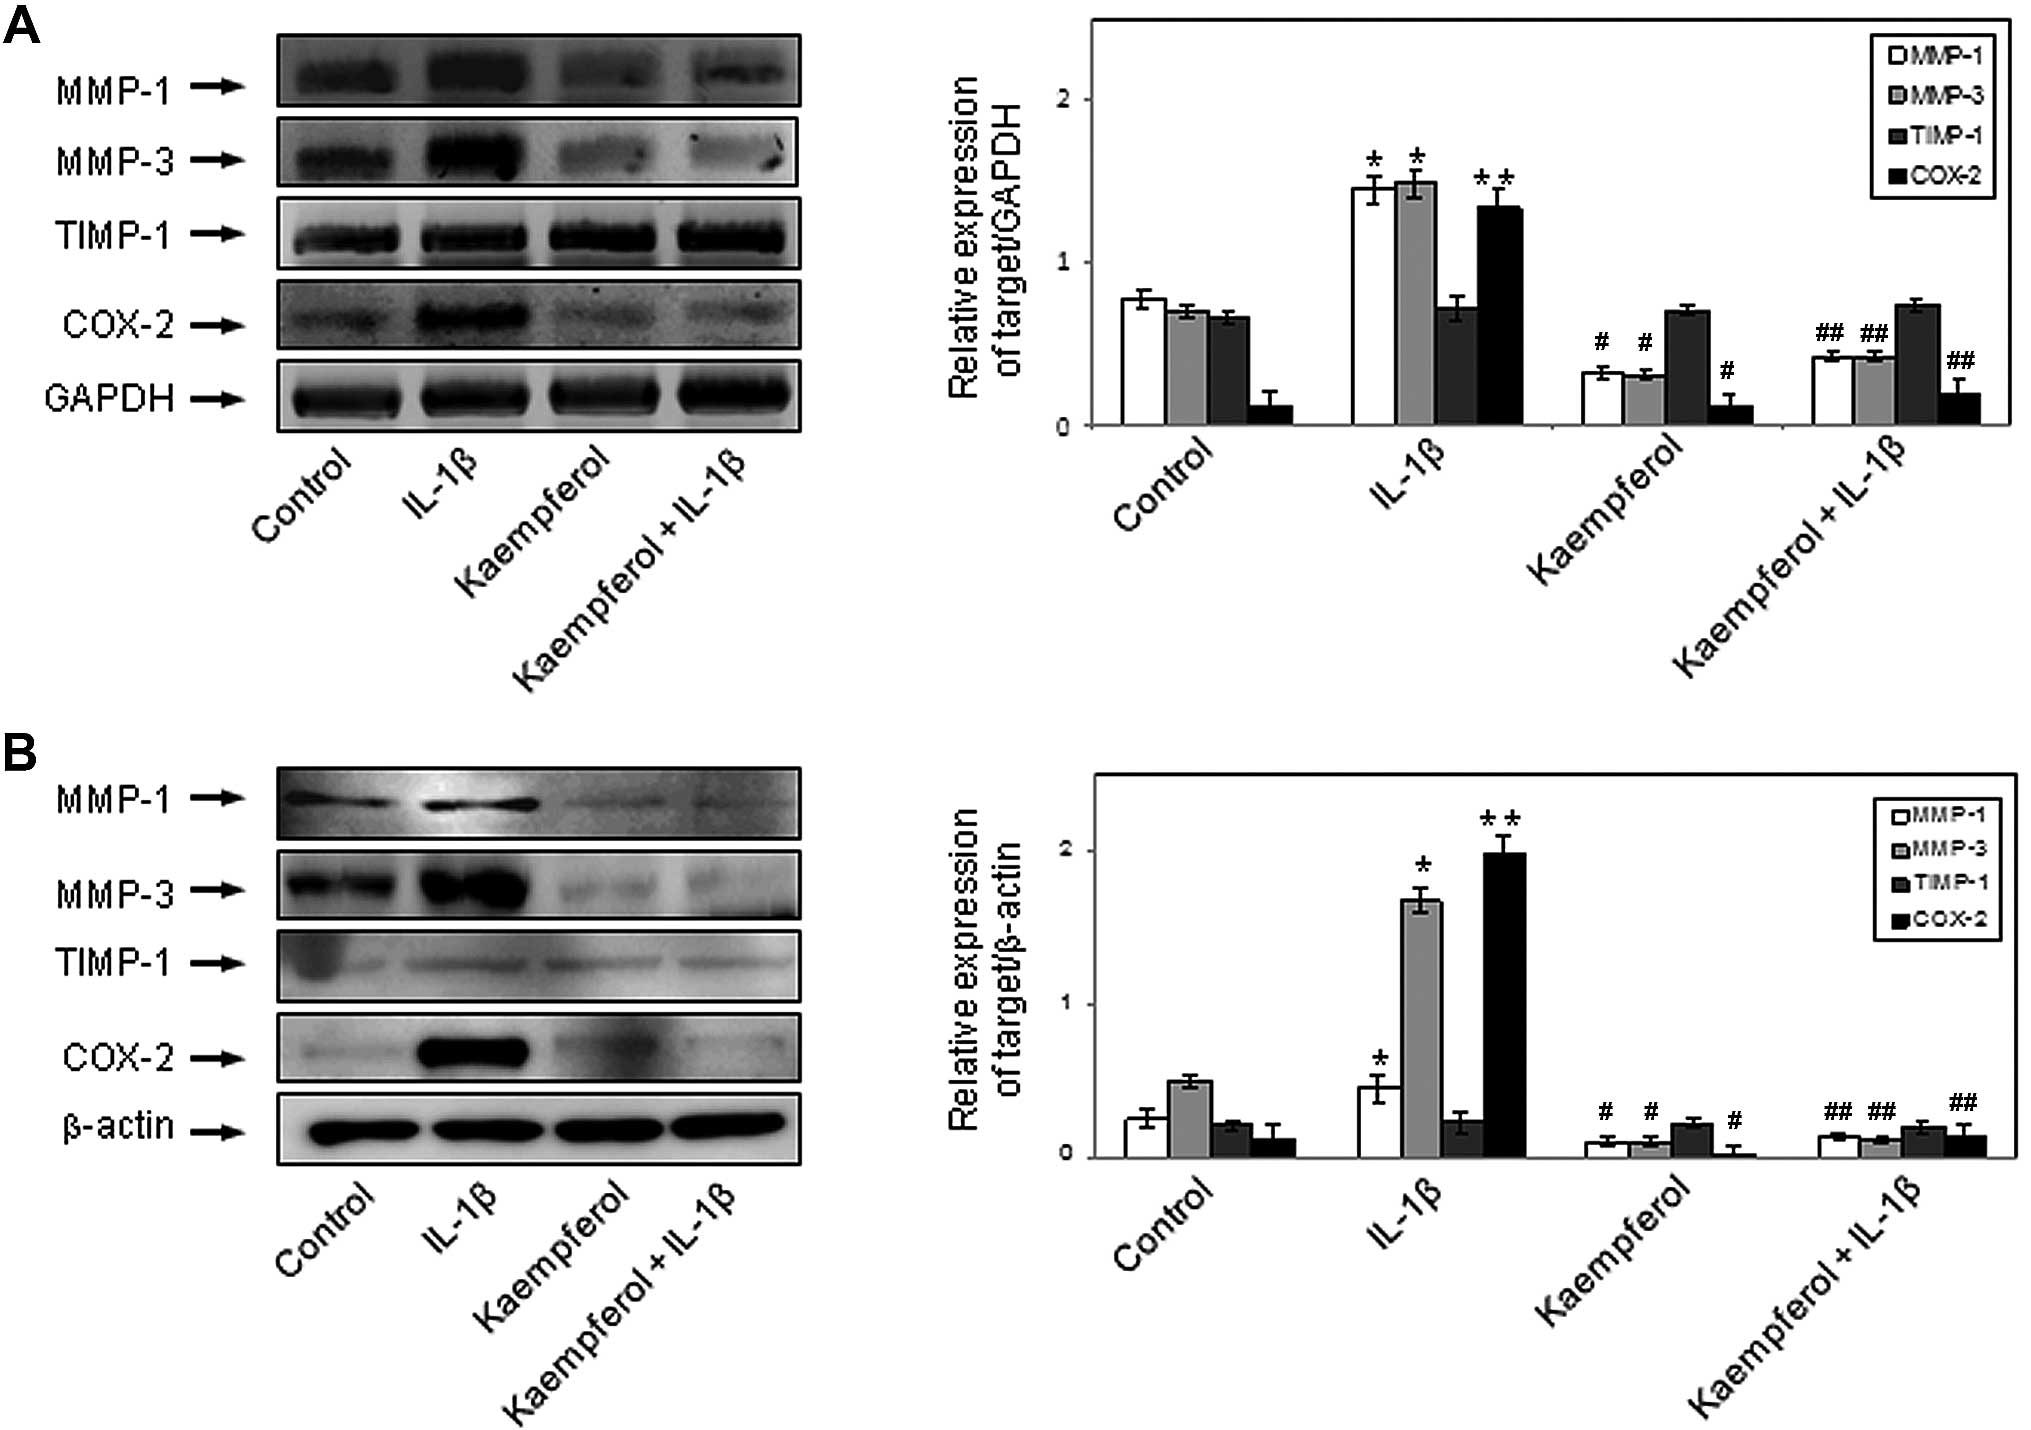 A
MMP-1
MMP-3
TIMP-1
COX-2
GAPDH
Control
IL-1β
Kaempferol
Kaempferol + IL-1β
Relative expression
of target/GAPDH
2
1
0
* * **
# # #
## ## ##
MMP-1
MMP-3
TIMP-1
COX-2
Control
IL-1β
Kaempferol
Kaempferol + IL-1β
B
MMP-1
MMP-3
TIMP-1
COX-2
β-actin
Control
IL-1β
Kaempferol
Kaempferol + IL-1β
Relative expression
of target/β-actin
2
1
0
* * **
# # #
## ## ##
MMP-1
MMP-3
TIMP-1
COX-2
Control
IL-1β
Kaempferol
Kaempferol + IL-1β